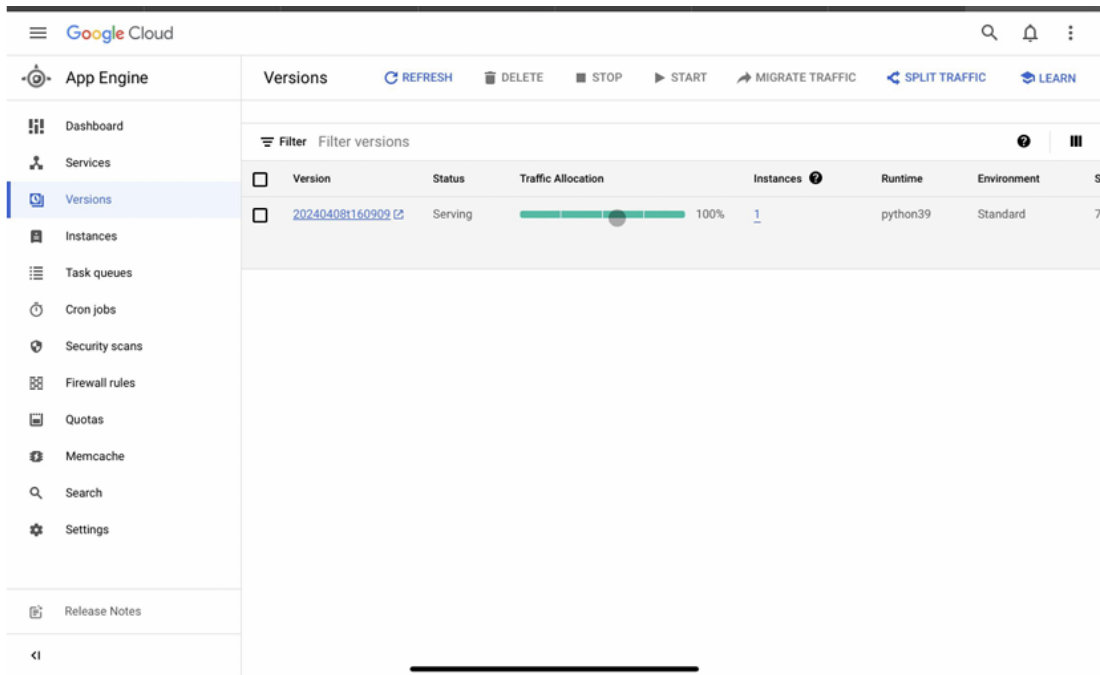 Google Cloud
App Engine
Versions
REFRESH
DELETE
STOP
START
MIGRATE TRAFFIC
SPLIT TRAFFIC
LEARN
Dashboard
Services
Versions
Instances
Task queues
Cron jobs
Security scans
Firewall rules
Quotas
Memcache
Search
Settings
Release Notes
Filter Filter versions
Version Status Traffic Allocation Instances Runtime Environment S
20240408t160909 Serving 100% 1 python39 Standard 7